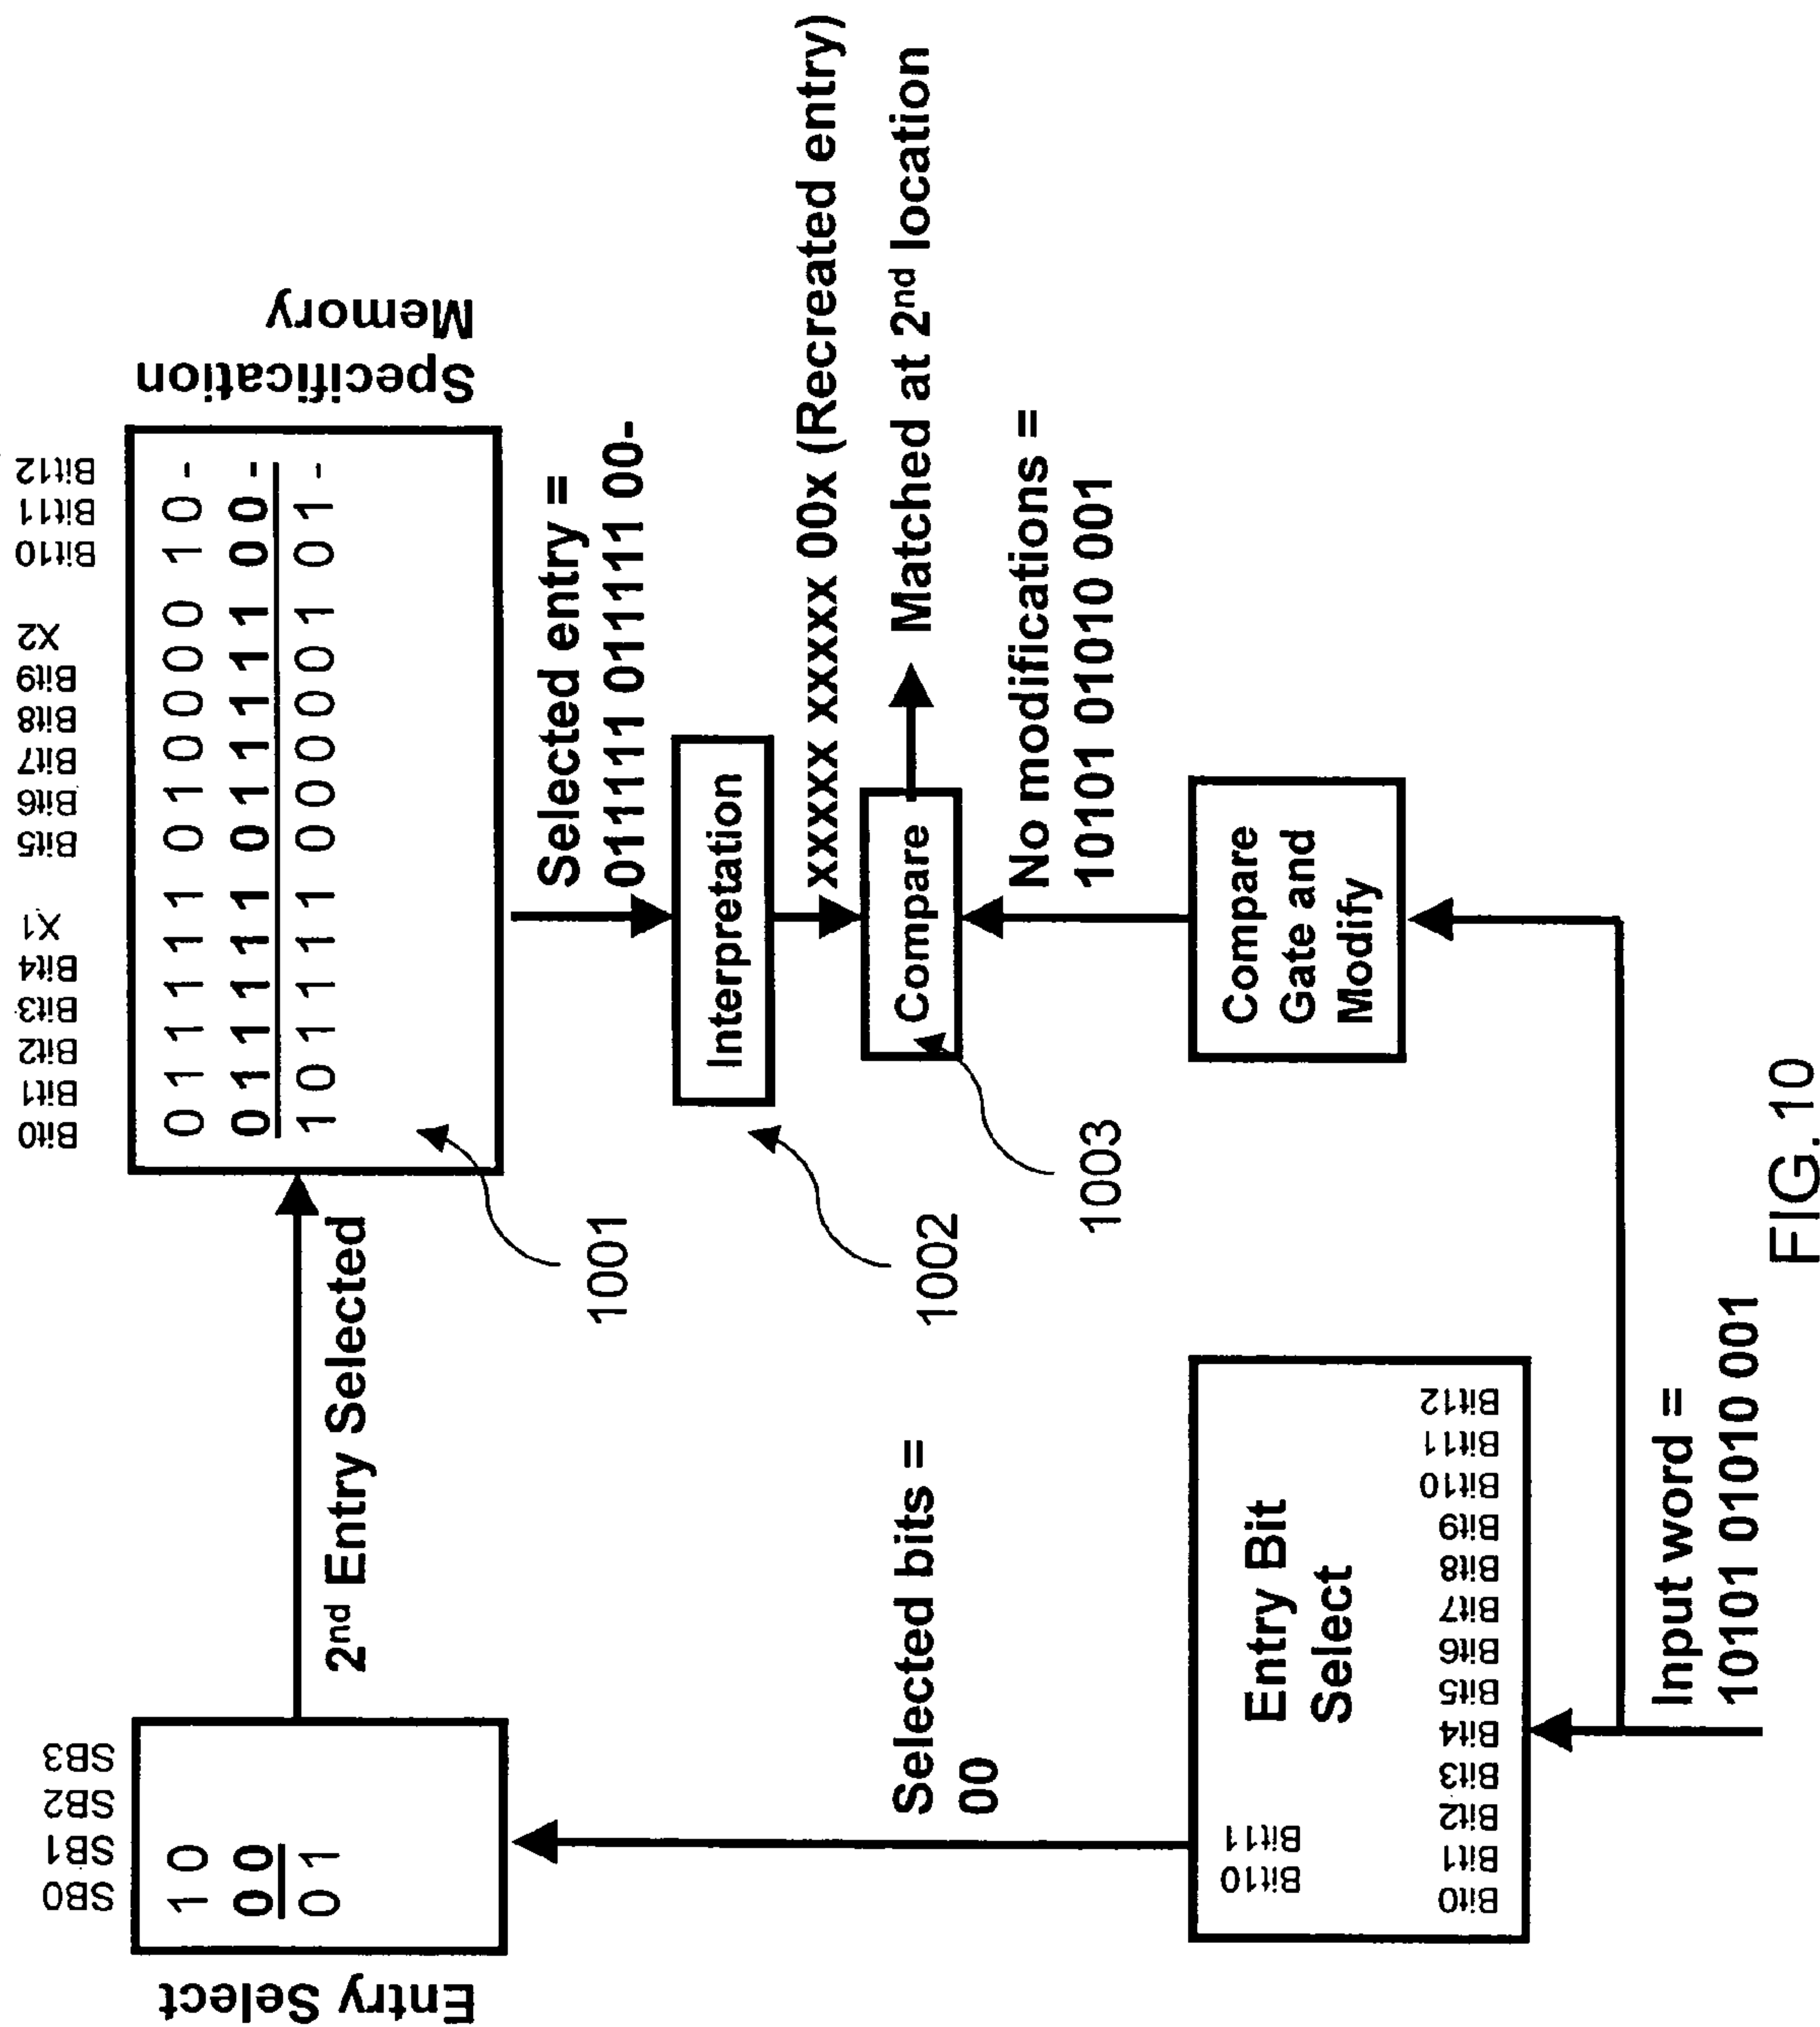 Entry Select
SB0 SB1 SB2 SB3
1 0
0 0
0 1
2nd Entry Selected
Bit0 Bit1 Bit2 Bit3 Bit4 X1 Bit5 Bit6 Bit7 Bit8 Bit9 X2 Bit10 Bit11 Bit12
0 1 1 1 1 1 0 1 0 0 0 0 1 0 -
0 1 1 1 1 1 0 1 1 1 1 1 0 0 -
1 0 1 1 1 1 0 0 0 0 0 1 0 1 -
Specification
Memory
1001
Selected entry =
011111 011111 00-
Interpretation
1002
xxxxx xxxxx 00x (Recreated entry)
Compare
Matched at 2nd location
1003
No modifications =
10101 01010 001
Compare
Gate and
Modify
Selected bits =
00
Bit10 Bit11
Entry Bit
Select
Bit0 Bit1 Bit2 Bit3 Bit4 Bit5 Bit6 Bit7 Bit8 Bit9 Bit10 Bit11 Bit12
Input word =
10101 01010 001
FIG.10